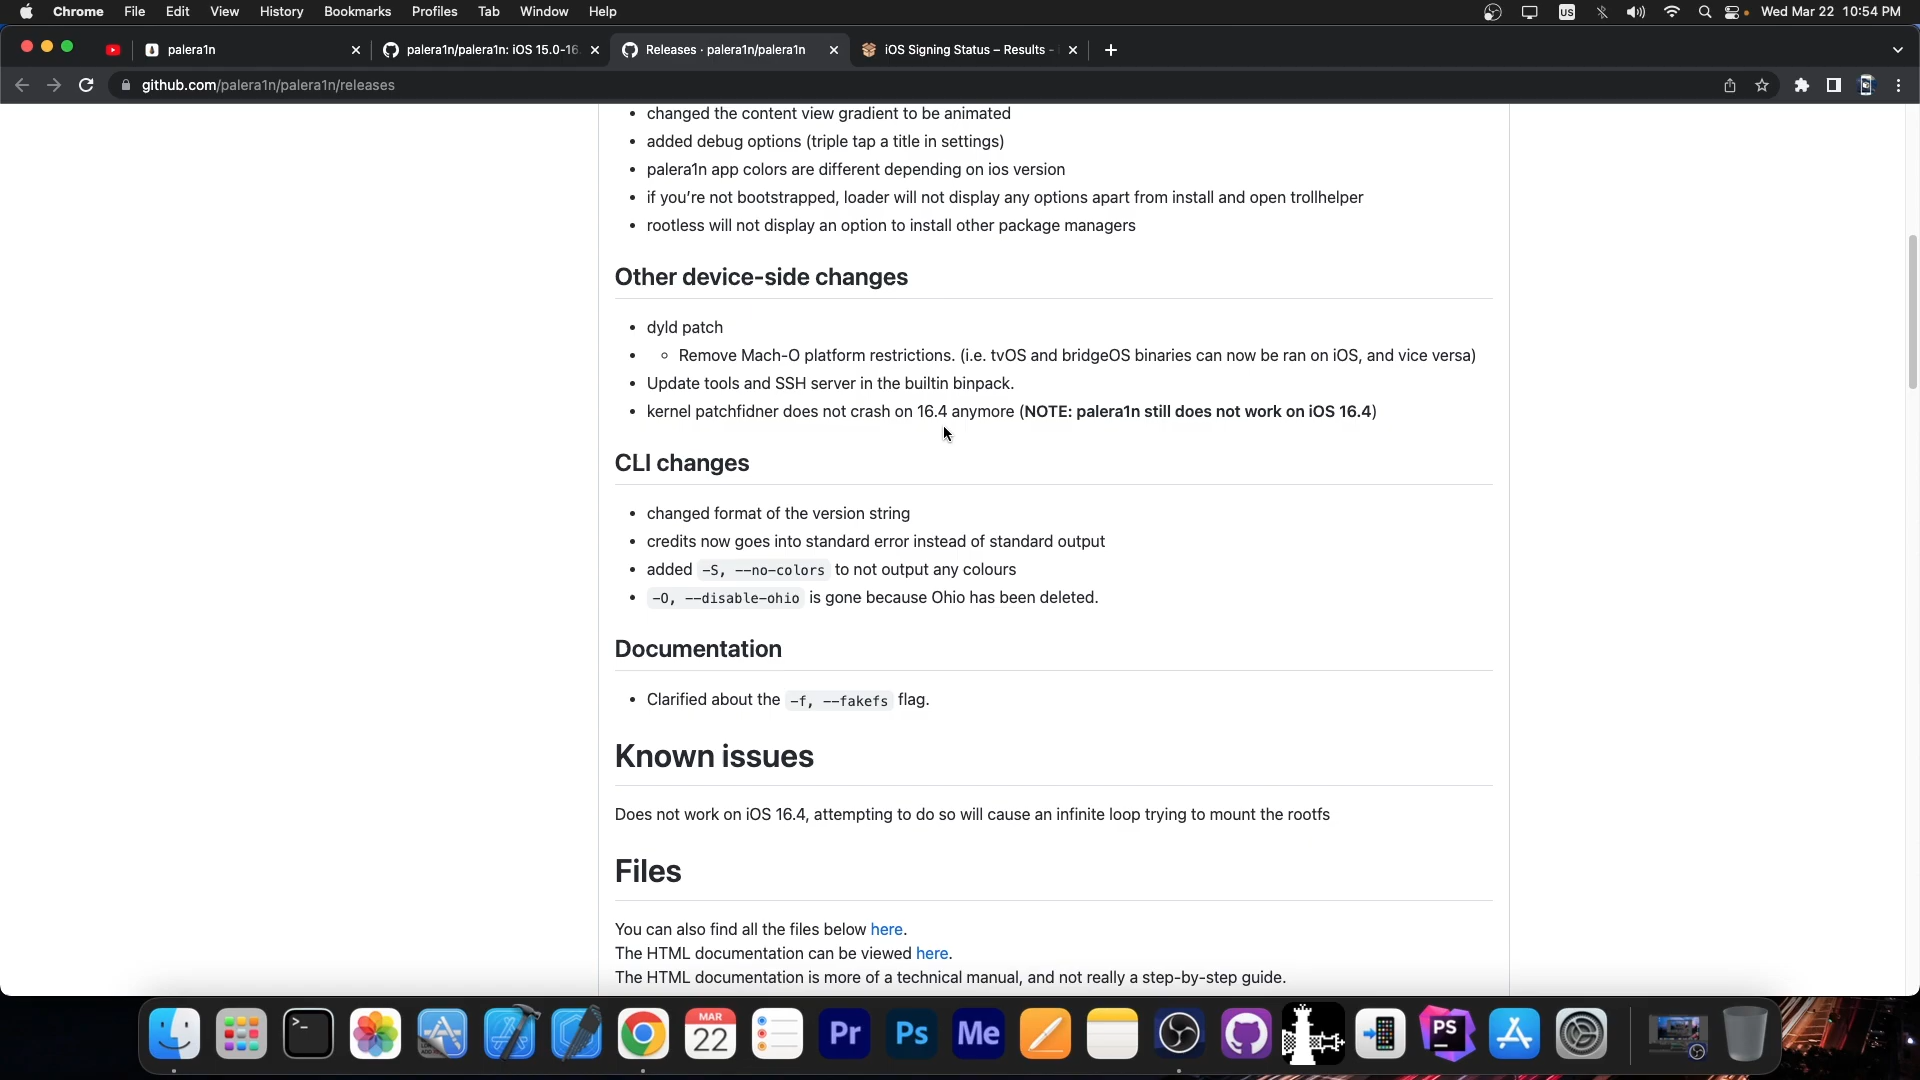 Chrome File Edit View History Bookmarks Profiles Tab Window Help US Wed Mar 22 10:54 PM
palera1n palera1n/palera1n: iOS 15.0-16. Releases · palera1n/palera1n iOS Signing Status – Results -
github.com/palera1n/palera1n/releases
• changed the content view gradient to be animated
• added debug options (triple tap a title in settings)
• palera1n app colors are different depending on ios version
• if you're not bootstrapped, loader will not display any options apart from install and open trollhelper
• rootless will not display an option to install other package managers
Other device-side changes
• dyld patch
• ◦ Remove Mach-O platform restrictions. (i.e. tvOS and bridgeOS binaries can now be ran on iOS, and vice versa)
• Update tools and SSH server in the builtin binpack.
• kernel patchfidner does not crash on 16.4 anymore (NOTE: palera1n still does not work on iOS 16.4)
CLI changes
• changed format of the version string
• credits now goes into standard error instead of standard output
• added -S, --no-colors to not output any colours
• -O, --disable-ohio is gone because Ohio has been deleted.
Documentation
• Clarified about the -f, --fakefs flag.
Known issues
Does not work on iOS 16.4, attempting to do so will cause an infinite loop trying to mount the rootfs
Files
You can also find all the files below here.
The HTML documentation can be viewed here.
The HTML documentation is more of a technical manual, and not really a step-by-step guide.
MAR
22
Pr Ps Me PS